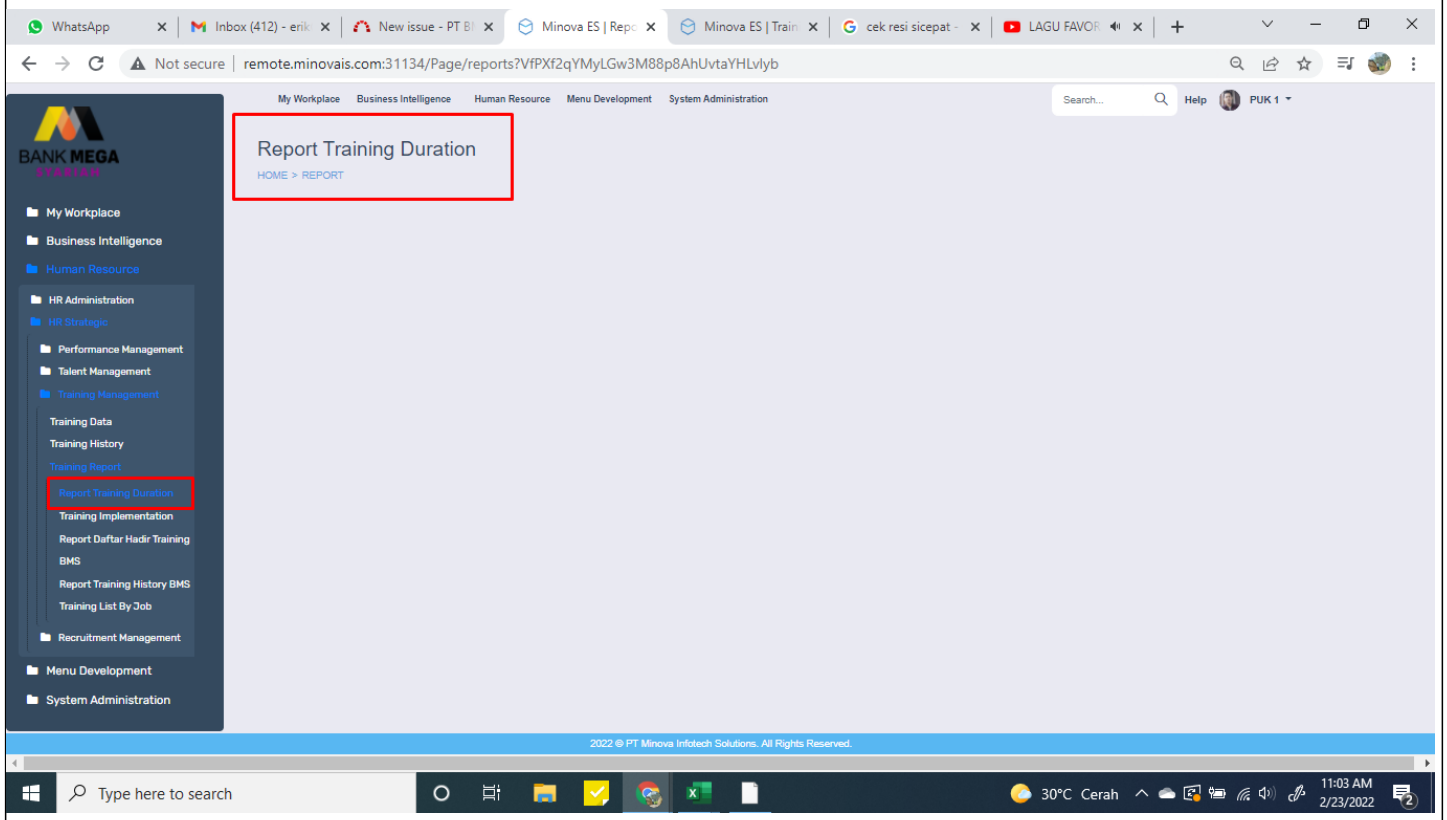 WhatsApp
Inbox (412) - erik
New issue - PT B
Minova ES | Repo
Minova ES | Train
cek resi sicepat -
LAGU FAVOR
Not secure
remote.minovais.com:31134/Page/reports?VfPXf2qYMyLGw3M88p8AhUvtaYHLvlyb
BANK MEGA
SYARIAH
My Workplace Business Intelligence Human Resource Menu Development System Administration
Search...
Help
PUK 1
Report Training Duration
HOME > REPORT
My Workplace
Business Intelligence
Human Resource
HR Administration
HR Strategic
Performance Management
Talent Management
Training Management
Training Data
Training History
Training Report
Report Training Duration
Training Implementation
Report Daftar Hadir Training
BMS
Report Training History BMS
Training List By Job
Recruitment Management
Menu Development
System Administration
2022 © PT Minova Infotech Solutions. All Rights Reserved.
Type here to search
30°C Cerah
11:03 AM
2/23/2022
2